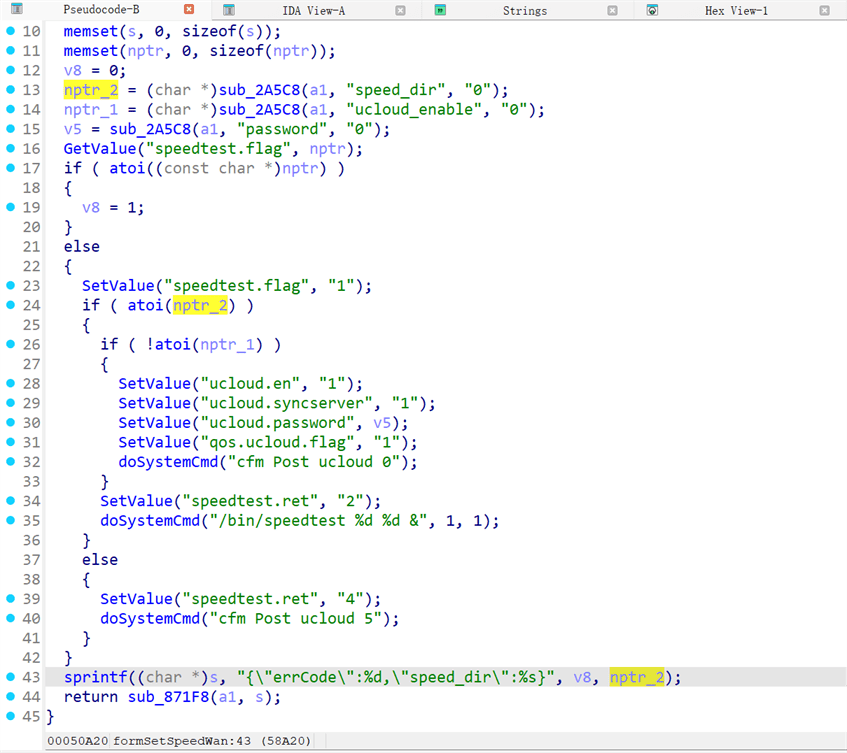 Pseudocode-B IDA View-A Strings Hex View-1
10 memset(s, 0, sizeof(s));
11 memset(nptr, 0, sizeof(nptr));
12 v8 = 0;
13 nptr_2 = (char *)sub_2A5C8(a1, "speed_dir", "0");
14 nptr_1 = (char *)sub_2A5C8(a1, "ucloud_enable", "0");
15 v5 = sub_2A5C8(a1, "password", "0");
16 GetValue("speedtest.flag", nptr);
17 if ( atoi((const char *)nptr) )
18 {
19 v8 = 1;
20 }
21 else
22 {
23 SetValue("speedtest.flag", "1");
24 if ( atoi(nptr_2) )
25 {
26 if ( !atoi(nptr_1) )
27 {
28 SetValue("ucloud.en", "1");
29 SetValue("ucloud.syncserver", "1");
30 SetValue("ucloud.password", v5);
31 SetValue("qos.ucloud.flag", "1");
32 doSystemCmd("cfm Post ucloud 0");
33 }
34 SetValue("speedtest.ret", "2");
35 doSystemCmd("/bin/speedtest %d %d &", 1, 1);
36 }
37 else
38 {
39 SetValue("speedtest.ret", "4");
40 doSystemCmd("cfm Post ucloud 5");
41 }
42 }
43 sprintf((char *)s, "{\"errCode\":%d,\"speed_dir\":%s}", v8, nptr_2);
44 return sub_871F8(a1, s);
45 }
00050A20 formSetSpeedWan:43 (58A20)